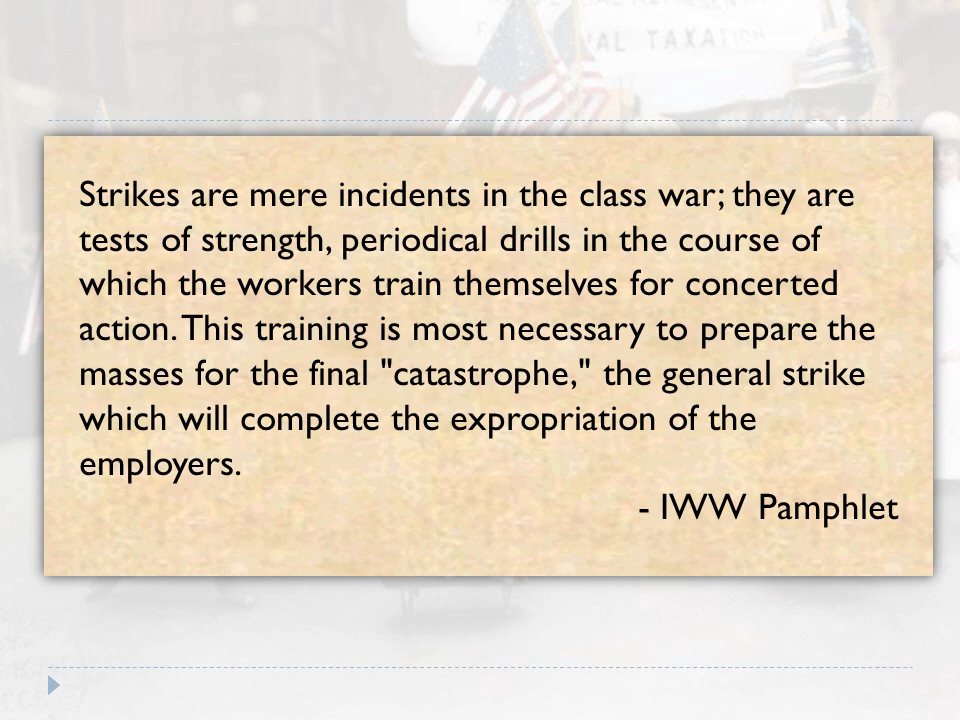 VAL TAXATION
Strikes are mere incidents in the class war; they are
tests of strength, periodical drills in the course of
which the workers train themselves for concerted
action. This training is most necessary to prepare the
masses for the final "catastrophe," the general strike
which will complete the expropriation of the
employers.
- IWW Pamphlet